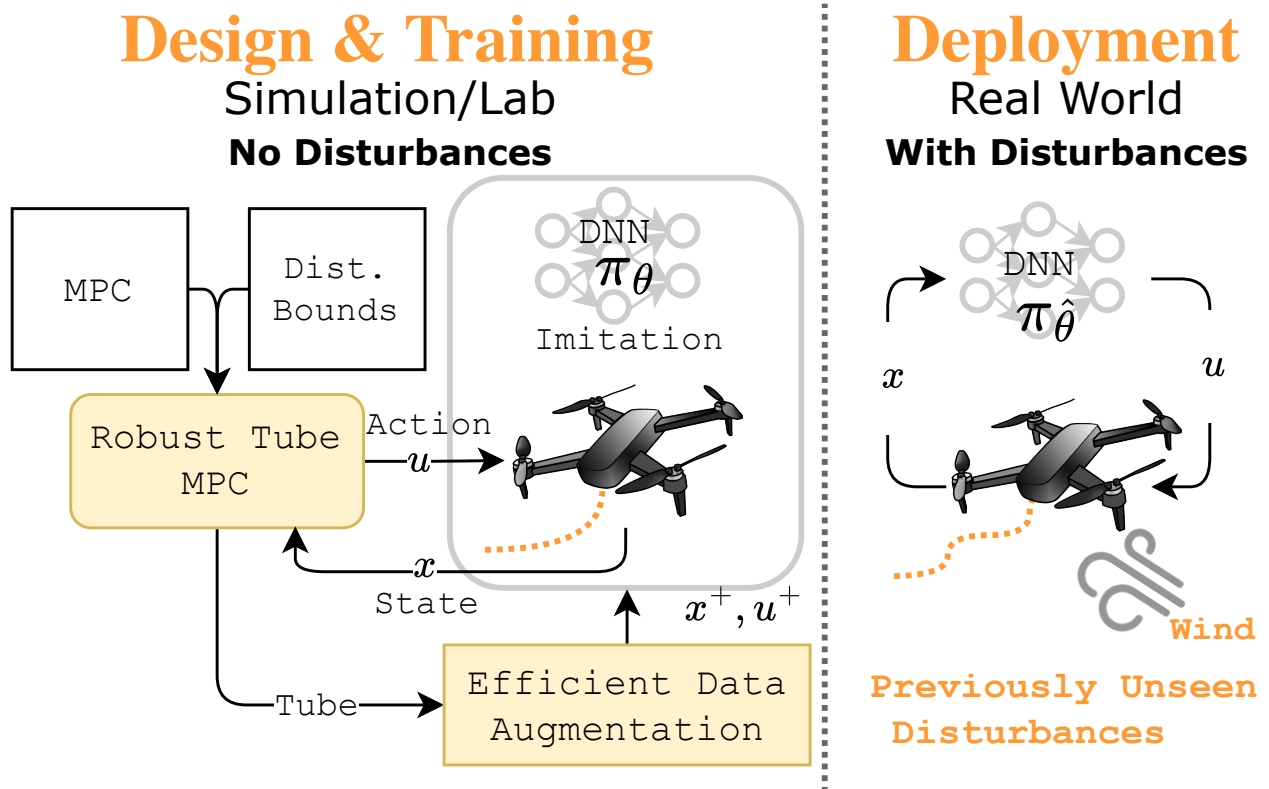 Design & Training
Simulation/Lab
No Disturbances
MPC
Dist.
Bounds
DNN
πθ
Imitation
Robust Tube
MPC
Action
u
x
State
x⁺, u⁺
Tube
Efficient Data
Augmentation
Deployment
Real World
With Disturbances
DNN
πθ̂
x
u
Wind
Previously Unseen
Disturbances